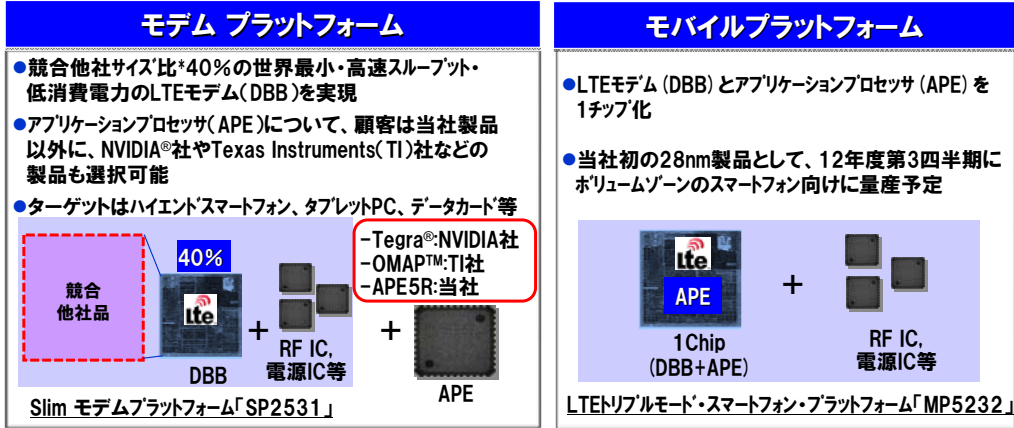 モデム プラットフォーム
●競合他社サイズ比*40%の世界最小・高速スループット・
低消費電力のLTEモデム(DBB)を実現
●アプリケーションプロセッサ(APE)について、顧客は当社製品
以外に、NVIDIA®社やTexas Instruments(TI)社などの
製品も選択可能
●ターゲットはハイエンドスマートフォン、タブレットPC、データカード等
-Tegra®:NVIDIA社
-OMAP™:TI社
-APE5R:当社
40%
競合
他社品
lte
+
+
DBB
RF IC,
電源IC等
APE
Slim モデムプラットフォーム「SP2531」
モバイルプラットフォーム
●LTEモデム (DBB) とアプリケーションプロセッサ (APE) を
1チップ化
●当社初の28nm製品として、12年度第3四半期に
ボリュームゾーンのスマートフォン向けに量産予定
lte
APE
+
1Chip
(DBB+APE)
RF IC,
電源IC等
LTEトリプルモード・スマートフォン・プラットフォーム「MP5232」